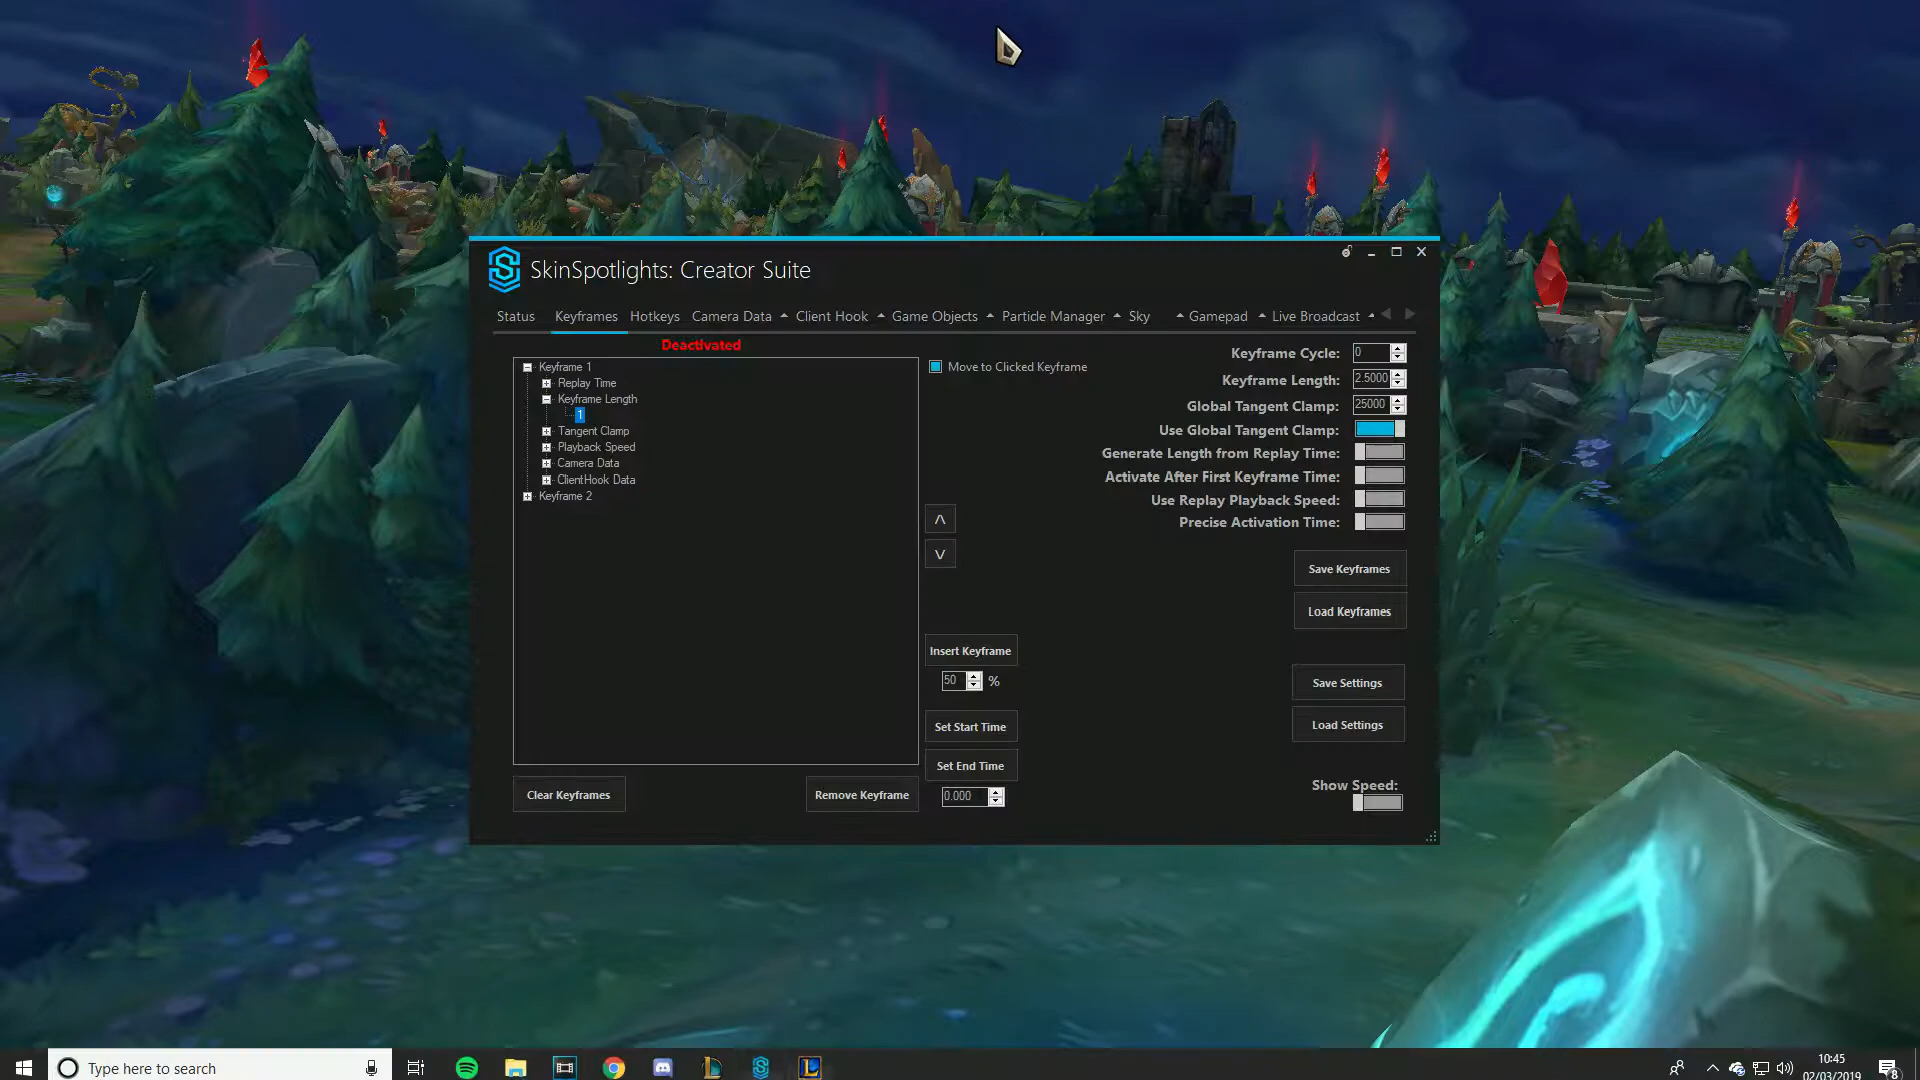 SkinSpotlights: Creator Suite
Status Keyframes Hotkeys Camera Data Client Hook Game Objects Particle Manager Sky Gamepad Live Broadcast
Deactivated
Keyframe 1
Replay Time
Keyframe Length
1
Tangent Clamp
Playback Speed
Camera Data
ClientHook Data
Keyframe 2
Move to Clicked Keyframe
Λ
V
Insert Keyframe
50 %
Set Start Time
Set End Time
0.000
Clear Keyframes
Remove Keyframe
Keyframe Cycle: 0
Keyframe Length: 2.5000
Global Tangent Clamp: 25000
Use Global Tangent Clamp:
Generate Length from Replay Time:
Activate After First Keyframe Time:
Use Replay Playback Speed:
Precise Activation Time:
Save Keyframes
Load Keyframes
Save Settings
Load Settings
Show Speed:
Type here to search
10:45
02/03/2019
8